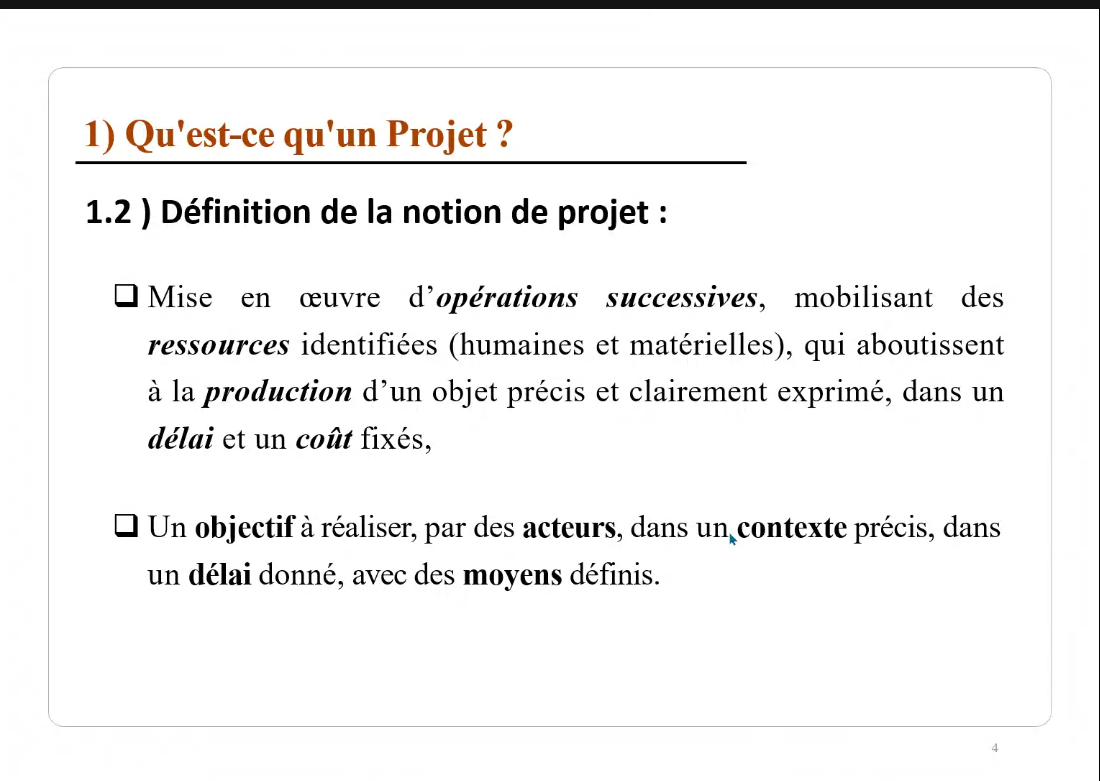 1) Qu'est-ce qu'un Projet ?
1.2 ) Définition de la notion de projet :
❑ Mise en œuvre d’opérations successives, mobilisant des
ressources identifiées (humaines et matérielles), qui aboutissent
à la production d’un objet précis et clairement exprimé, dans un
délai et un coût fixés,
❑ Un objectif à réaliser, par des acteurs, dans un contexte précis, dans
un délai donné, avec des moyens définis.
4